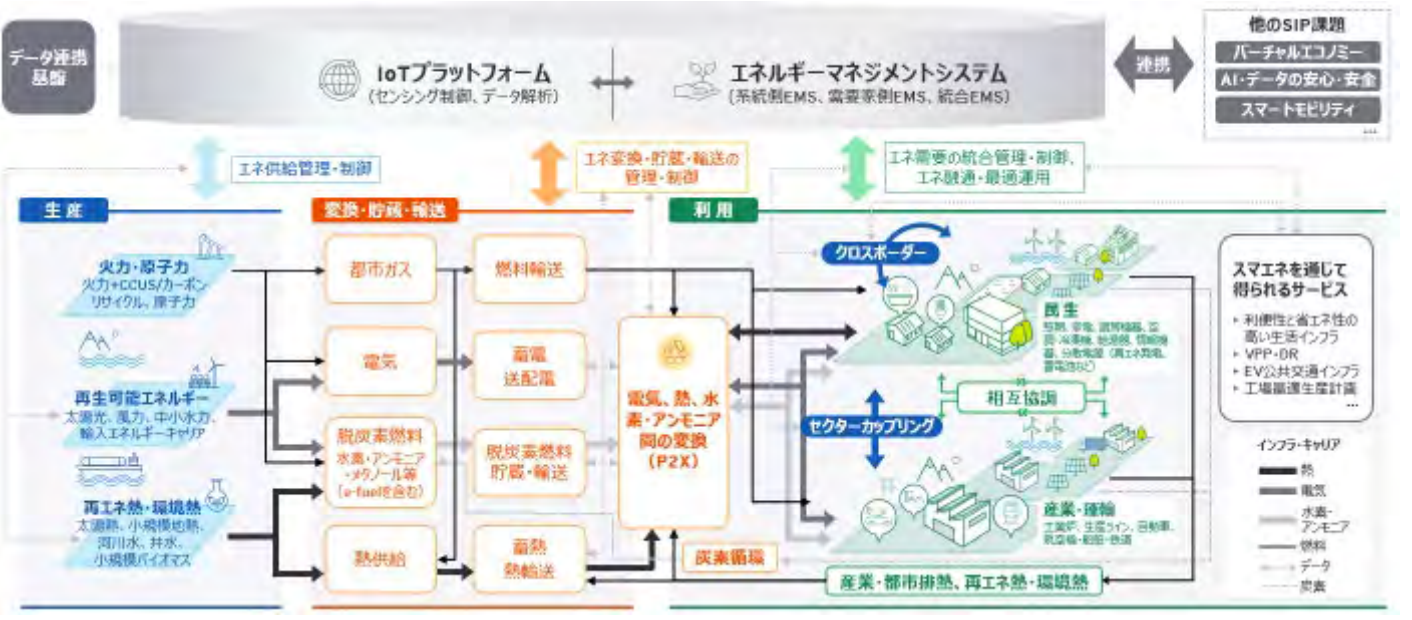 データ連携
基盤
IoTプラットフォーム
(センシング制御、データ解析)
エネルギーマネジメントシステム
(系統側EMS、需要家側EMS、統合EMS)
連携
他のSIP課題
バーチャルエコノミー
AI・データの安心・安全
スマートモビリティ
...
エネ供給管理・制御
エネ変換・貯蔵・輸送の
管理・制御
エネ需要の統合管理・制御、
エネ融通・最適運用
生産
変換・貯蔵・輸送
利用
火力・原子力
火力+CCUS/カーボン
リサイクル、原子力
再生可能エネルギー
太陽光、風力、中小水力、
輸入エネルギーキャリア
再エネ熱・環境熱
太陽熱、小規模地熱、
河川水、井水、
小規模バイオマス
都市ガス
燃料輸送
電気
蓄電
送配電
脱炭素燃料
水素・アンモニア
・メタノール等
(e-fuelを含む)
脱炭素燃料
貯蔵・輸送
熱供給
蓄熱
熱輸送
電気、熱、水
素・アンモニア
間の変換
(P2X)
クロスボーダー
民生
セクターカップリング
相互協調
産業・運輸
工業炉、生産ライン、自動車、
航空機・船舶・鉄道
炭素循環
産業・都市排熱、再エネ熱・環境熱
スマエネを通じて
得られるサービス
▸ 利便性と省エネ性の
高い生活インフラ
▸ VPP・DR
▸ EV公共交通インフラ
▸ 工場最適生産計画
...
インフラ・キャリア
熱
電気
水素・
アンモニア
燃料
データ
炭素